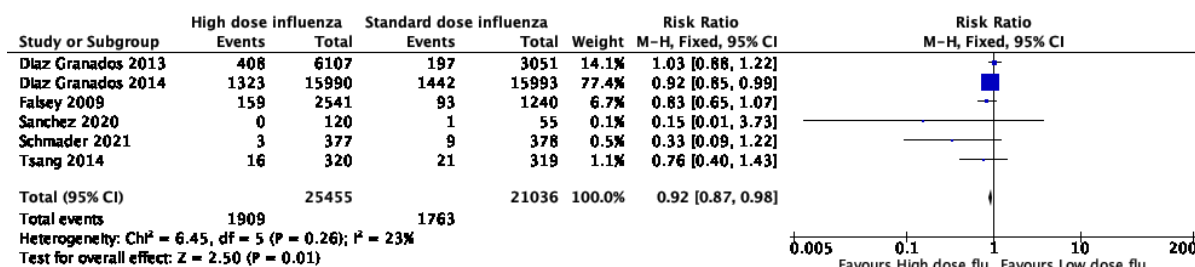 High dose influenza Standard dose influenza Risk Ratio Risk Ratio
Study or Subgroup Events Total Events Total Weight M-H, Fixed, 95% CI M-H, Fixed, 95% CI
Diaz Granados 2013 408 6107 197 3051 14.1% 1.03 [0.88, 1.22]
Diaz Granados 2014 1323 15990 1442 15993 77.4% 0.92 [0.85, 0.99]
Falsey 2009 159 2541 93 1240 6.7% 0.83 [0.65, 1.07]
Sanchez 2020 0 120 1 55 0.1% 0.15 [0.01, 3.73]
Schmader 2021 3 377 9 378 0.5% 0.33 [0.09, 1.22]
Tsang 2014 16 320 21 319 1.1% 0.76 [0.40, 1.43]
Total (95% CI) 25455 21036 100.0% 0.92 [0.87, 0.98]
Total events 1909 1763
Heterogeneity: Chi² = 6.45, df = 5 (P = 0.26); I² = 23%
Test for overall effect: Z = 2.50 (P = 0.01)
0.005 0.1 1 10 200
Favours High dose flu Favours Low dose flu